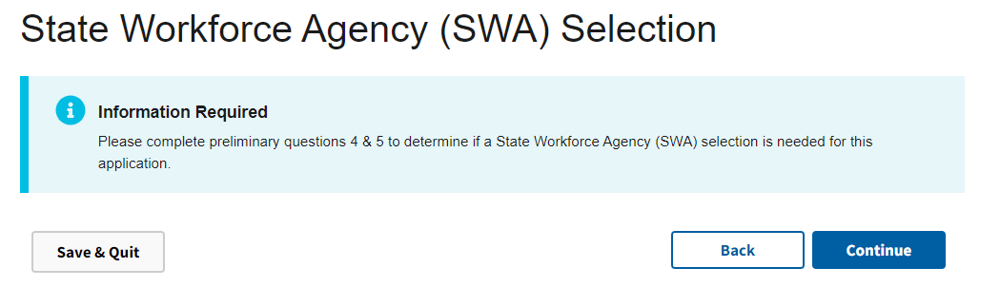 State Workforce Agency (SWA) Selection
Information Required
Please complete preliminary questions 4 & 5 to determine if a State Workforce Agency (SWA) selection is needed for this
application.
Save & Quit
Back
Continue